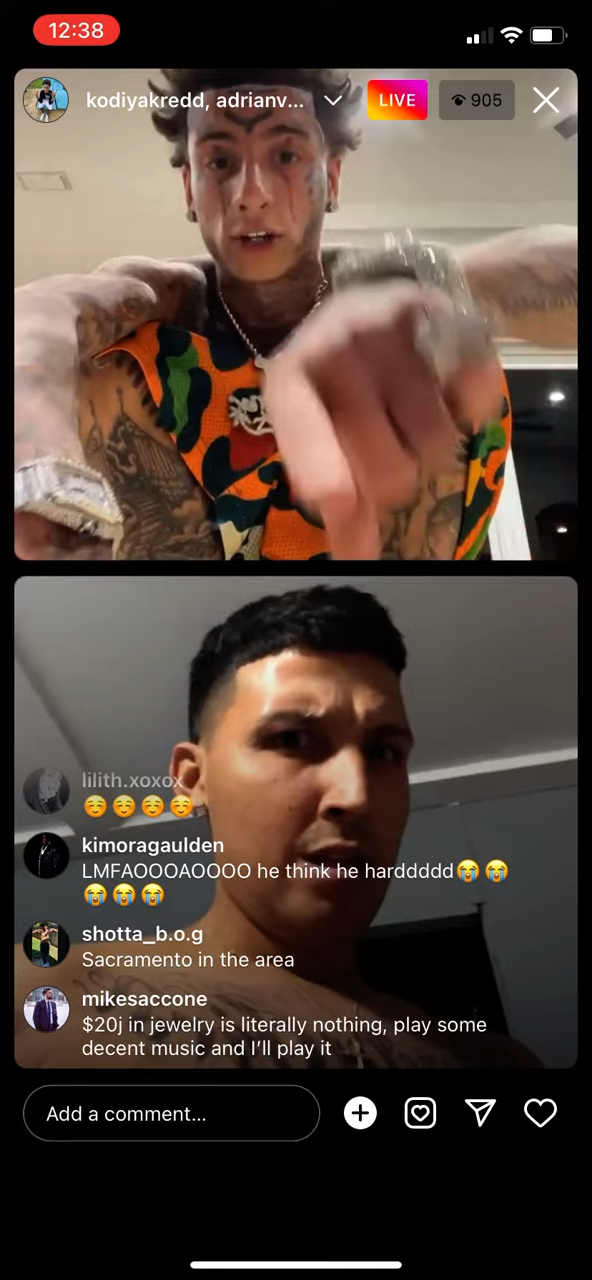 12:38
kodiyakredd, adrianv...
LIVE
905
lilith.xoxox
☺️☺️☺️☺️
kimoragaulden
LMFAOOOAOOOO he think he harddddd😭😭
😭😭😭
shotta_b.o.g
Sacramento in the area
mikesaccone
$20j in jewelry is literally nothing, play some
decent music and I'll play it
Add a comment...